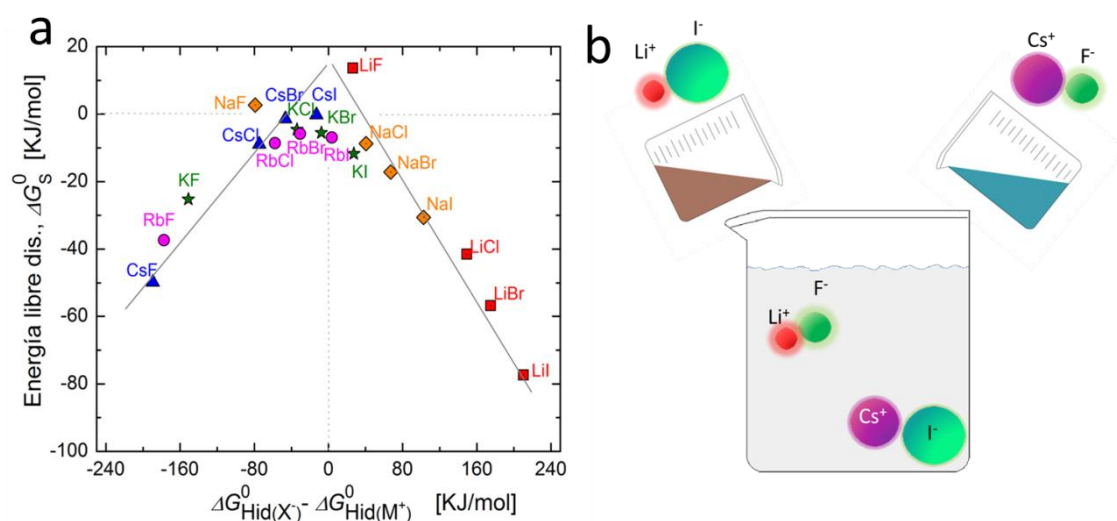 a
20
0
-20
-40
-60
-80
-100
-240
-160
-80
0
80
160
240
Energía libre dis., ΔG⁰s [KJ/mol]
ΔG⁰Hid(X⁻) - ΔG⁰Hid(M⁺) [KJ/mol]
LiF
NaF
CsBr
CsI
KCl
KBr
CsCl
NaCl
RbCl
RbBr
RbI
KI
NaBr
KF
NaI
RbF
LiCl
CsF
LiBr
LiI
b
Li⁺
I⁻
Cs⁺
F⁻
Li⁺
F⁻
Cs⁺
I⁻